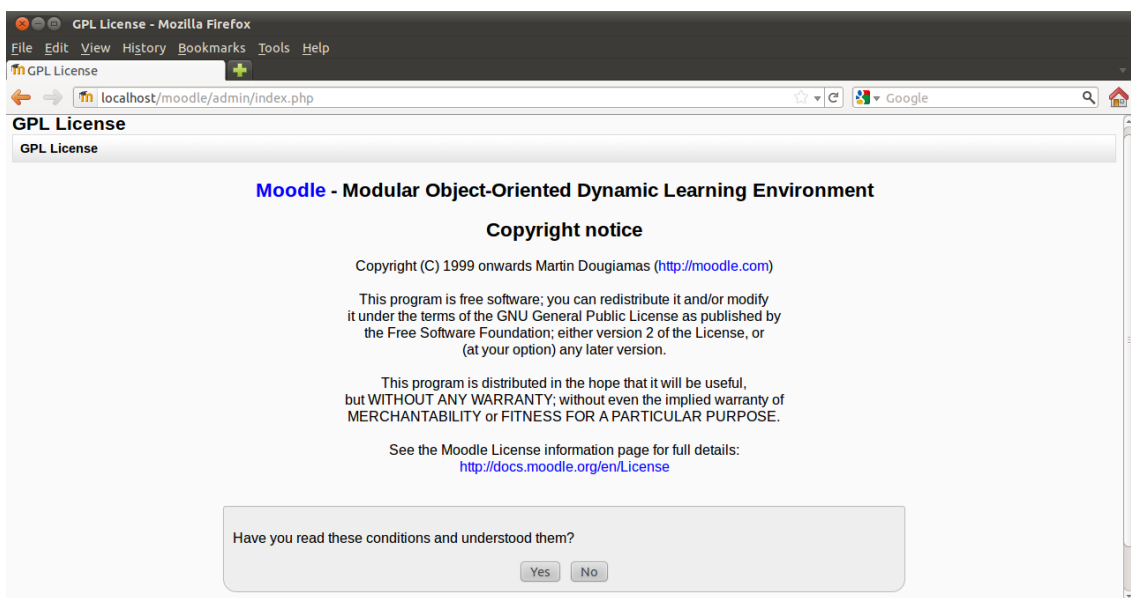 GPL License - Mozilla Firefox
File Edit View History Bookmarks Tools Help
GPL License
localhost/moodle/admin/index.php
Google
GPL License
GPL License
Moodle - Modular Object-Oriented Dynamic Learning Environment
Copyright notice
Copyright (C) 1999 onwards Martin Dougiamas (http://moodle.com)
This program is free software; you can redistribute it and/or modify
it under the terms of the GNU General Public License as published by
the Free Software Foundation; either version 2 of the License, or
(at your option) any later version.
This program is distributed in the hope that it will be useful,
but WITHOUT ANY WARRANTY; without even the implied warranty of
MERCHANTABILITY or FITNESS FOR A PARTICULAR PURPOSE.
See the Moodle License information page for full details:
http://docs.moodle.org/en/License
Have you read these conditions and understood them?
Yes No